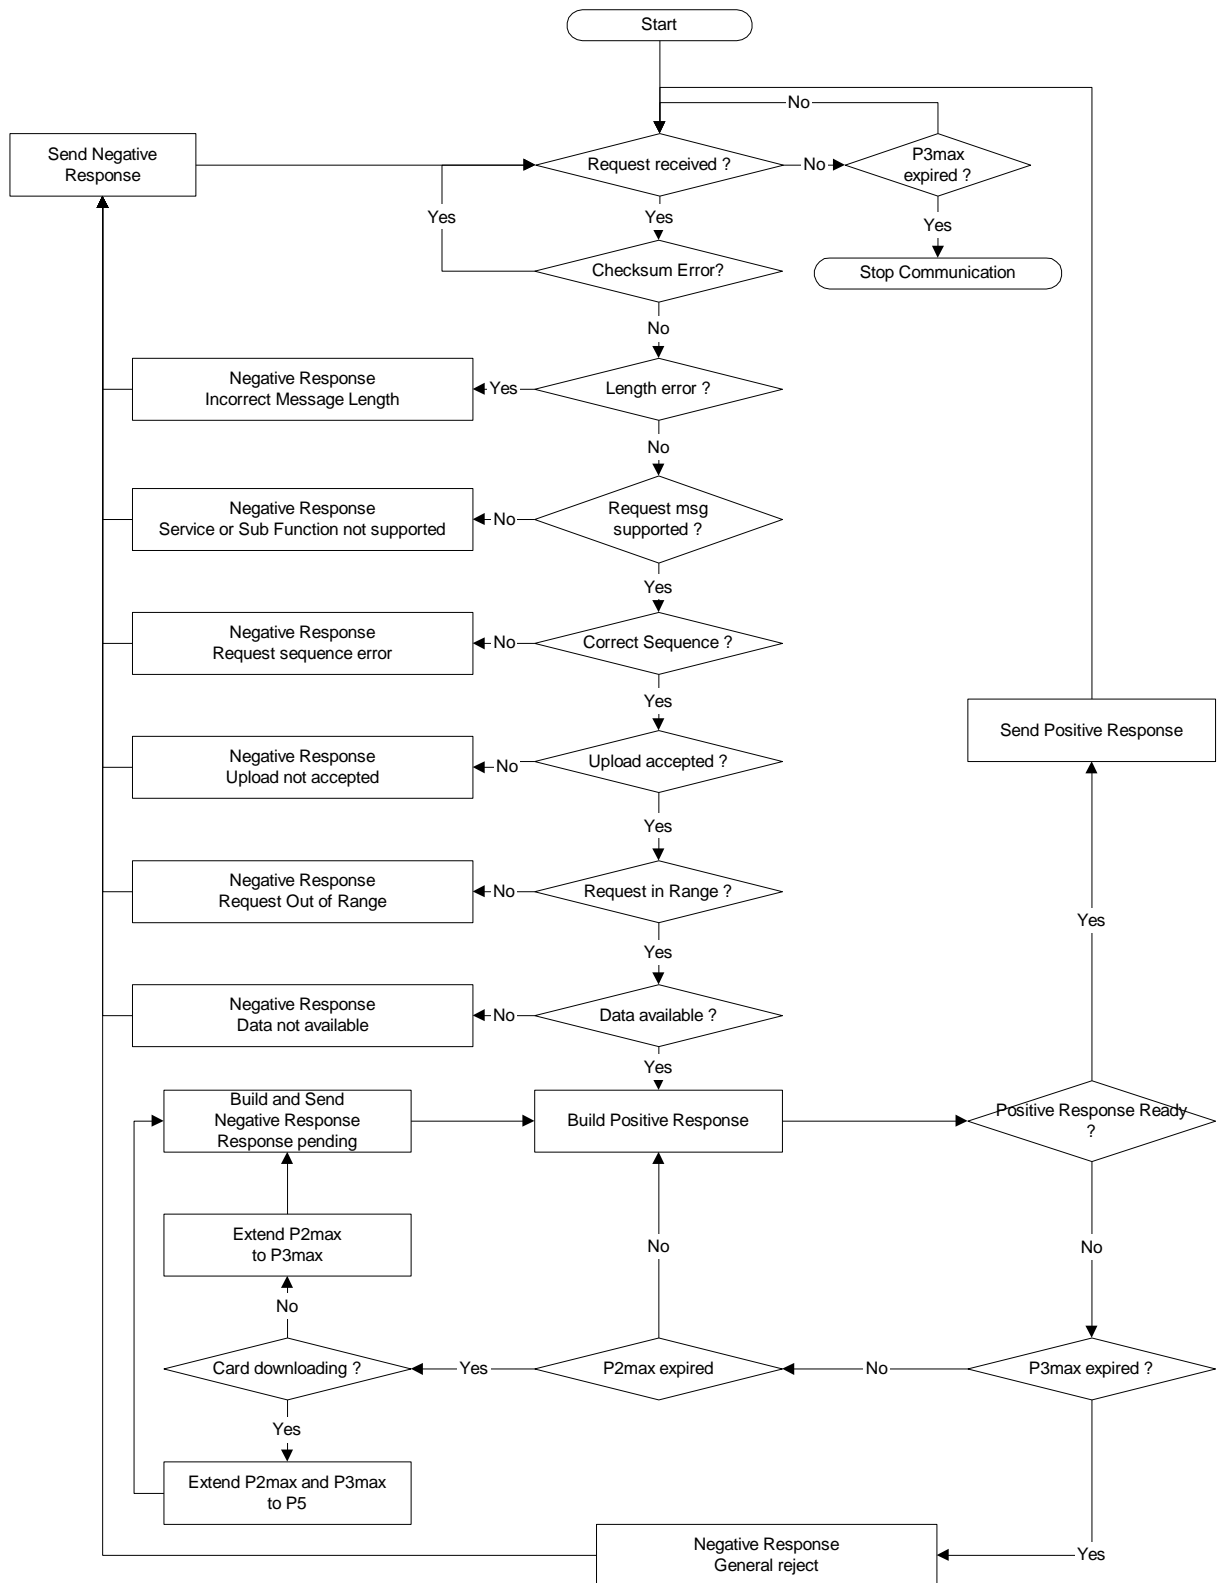 Start
No
Send Negative
Response
Request received ?
No
P3max
expired ?
Yes
Yes
Yes
Checksum Error?
Stop Communication
No
Negative Response
Incorrect Message Length
Yes
Length error ?
No
Negative Response
Service or Sub Function not supported
No
Request msg
supported ?
Yes
Negative Response
Request sequence error
No
Correct Sequence ?
Yes
Send Positive Response
Negative Response
Upload not accepted
No
Upload accepted ?
Yes
Negative Response
Request Out of Range
No
Request in Range ?
Yes
Yes
Negative Response
Data not available
No
Data available ?
Yes
Build and Send
Negative Response
Response pending
Build Positive Response
Positive Response Ready
?
Extend P2max
to P3max
No
No
No
Card downloading ?
Yes
P2max expired
No
P3max expired ?
Yes
Extend P2max and P3max
to P5
Negative Response
General reject
Yes